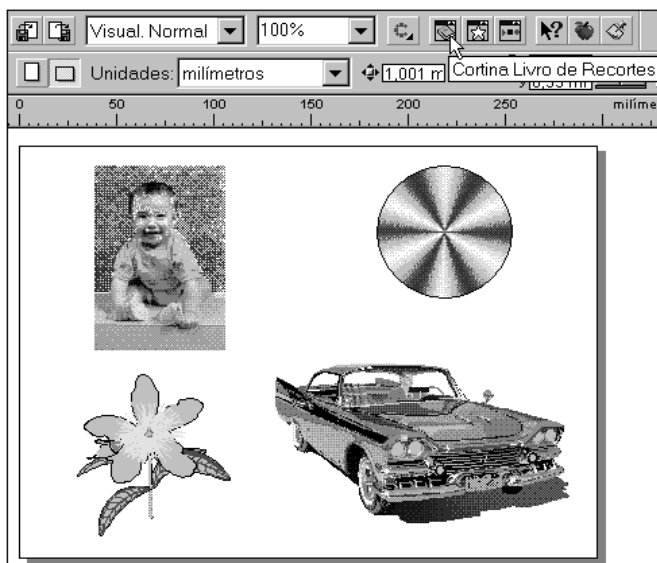 Visual. Normal 100%
Unidades: milímetros 1,001 m
Cortina Livro de Recortes
0 50 100 150 200 250 milíme